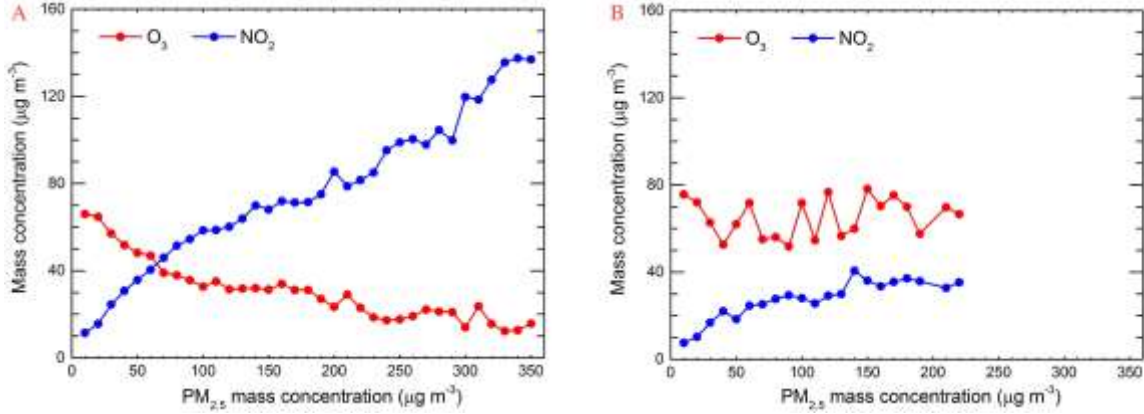 A
160
120
80
40
0
Mass concentration (μg m⁻³)
O₃ NO₂
0 50 100 150 200 250 300 350
PM₂.₅ mass concentration (μg m⁻³)
B
160
120
80
40
0
Mass concentration (μg m⁻³)
O₃ NO₂
0 50 100 150 200 250 300 350
PM₂.₅ mass concentration (μg m⁻³)